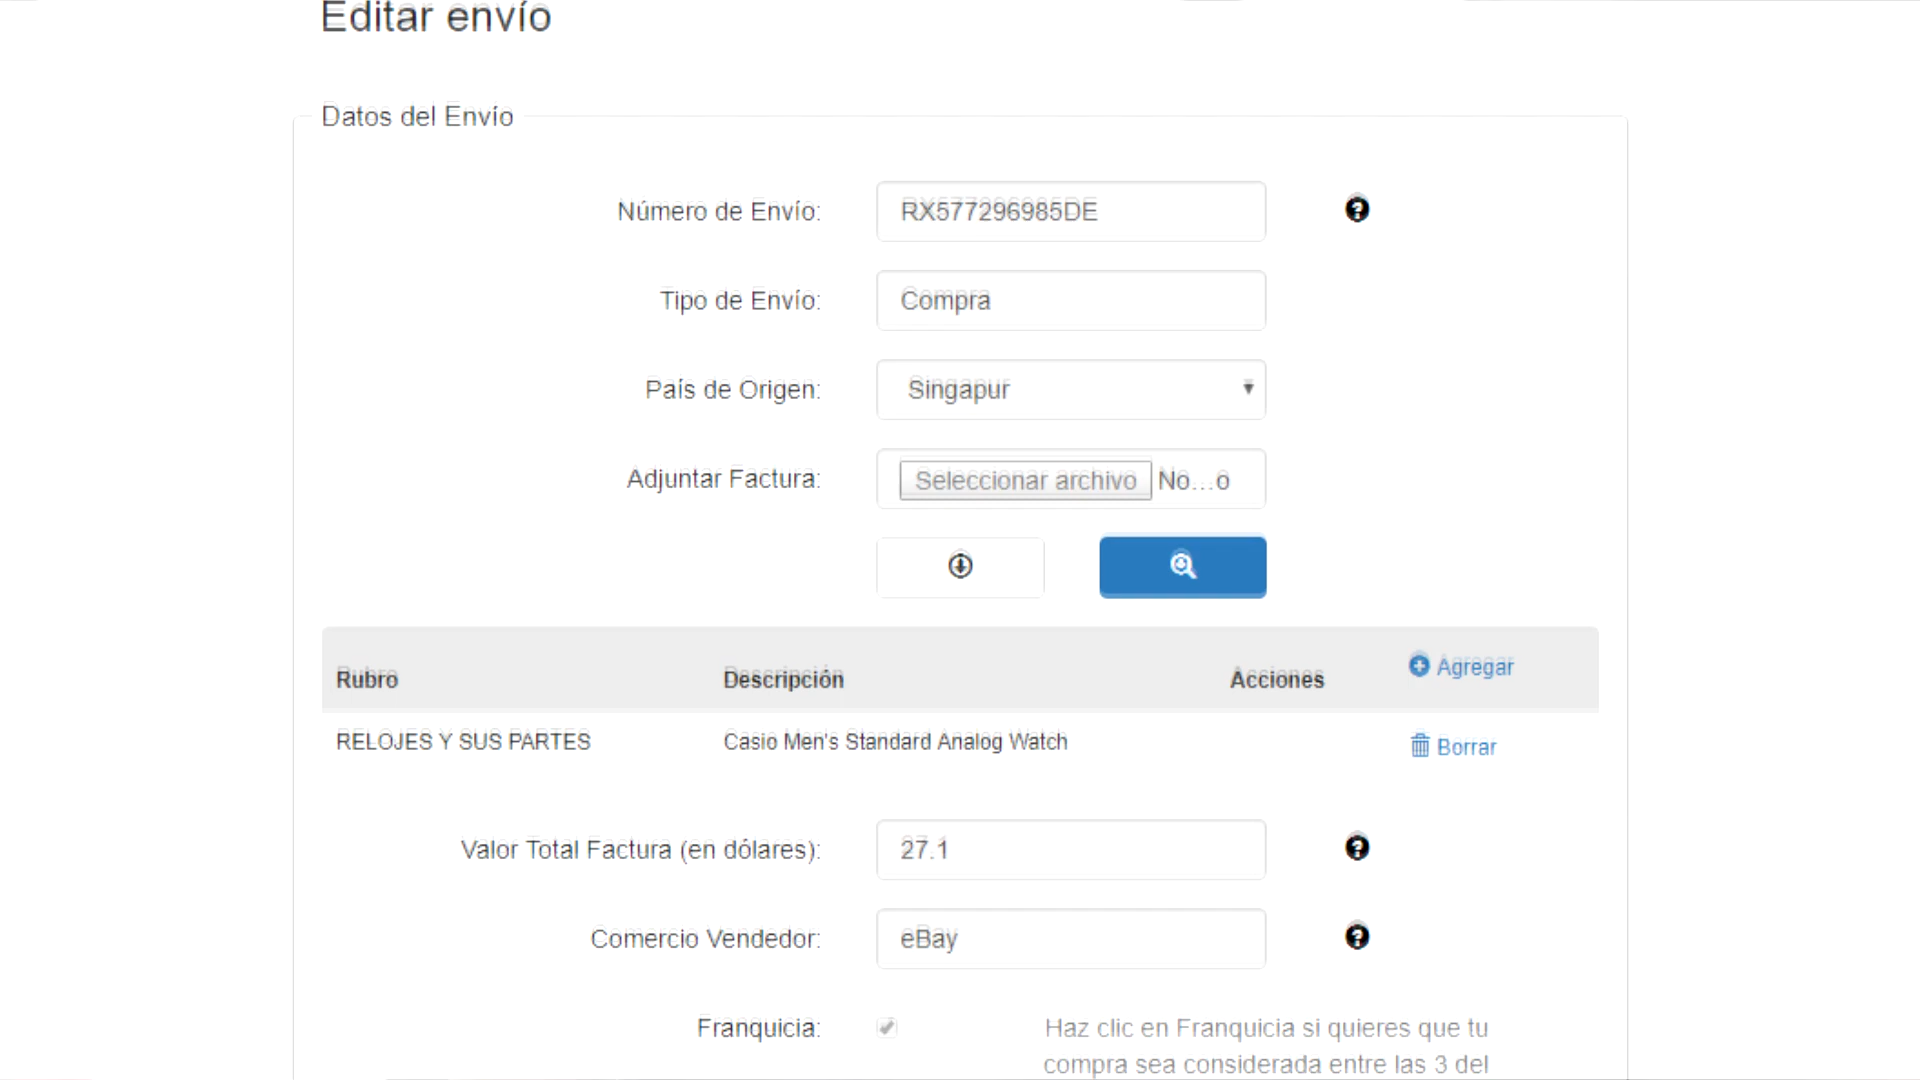 Editar envío
Datos del Envío
Número de Envío: RX577296985DE
Tipo de Envío: Compra
País de Origen: Singapur
Adjuntar Factura: Seleccionar archivo No...o
Rubro Descripción Acciones Agregar
RELOJES Y SUS PARTES Casio Men's Standard Analog Watch Borrar
Valor Total Factura (en dólares): 27.1
Comercio Vendedor: eBay
Franquicia: Haz clic en Franquicia si quieres que tu
compra sea considerada entre las 3 del